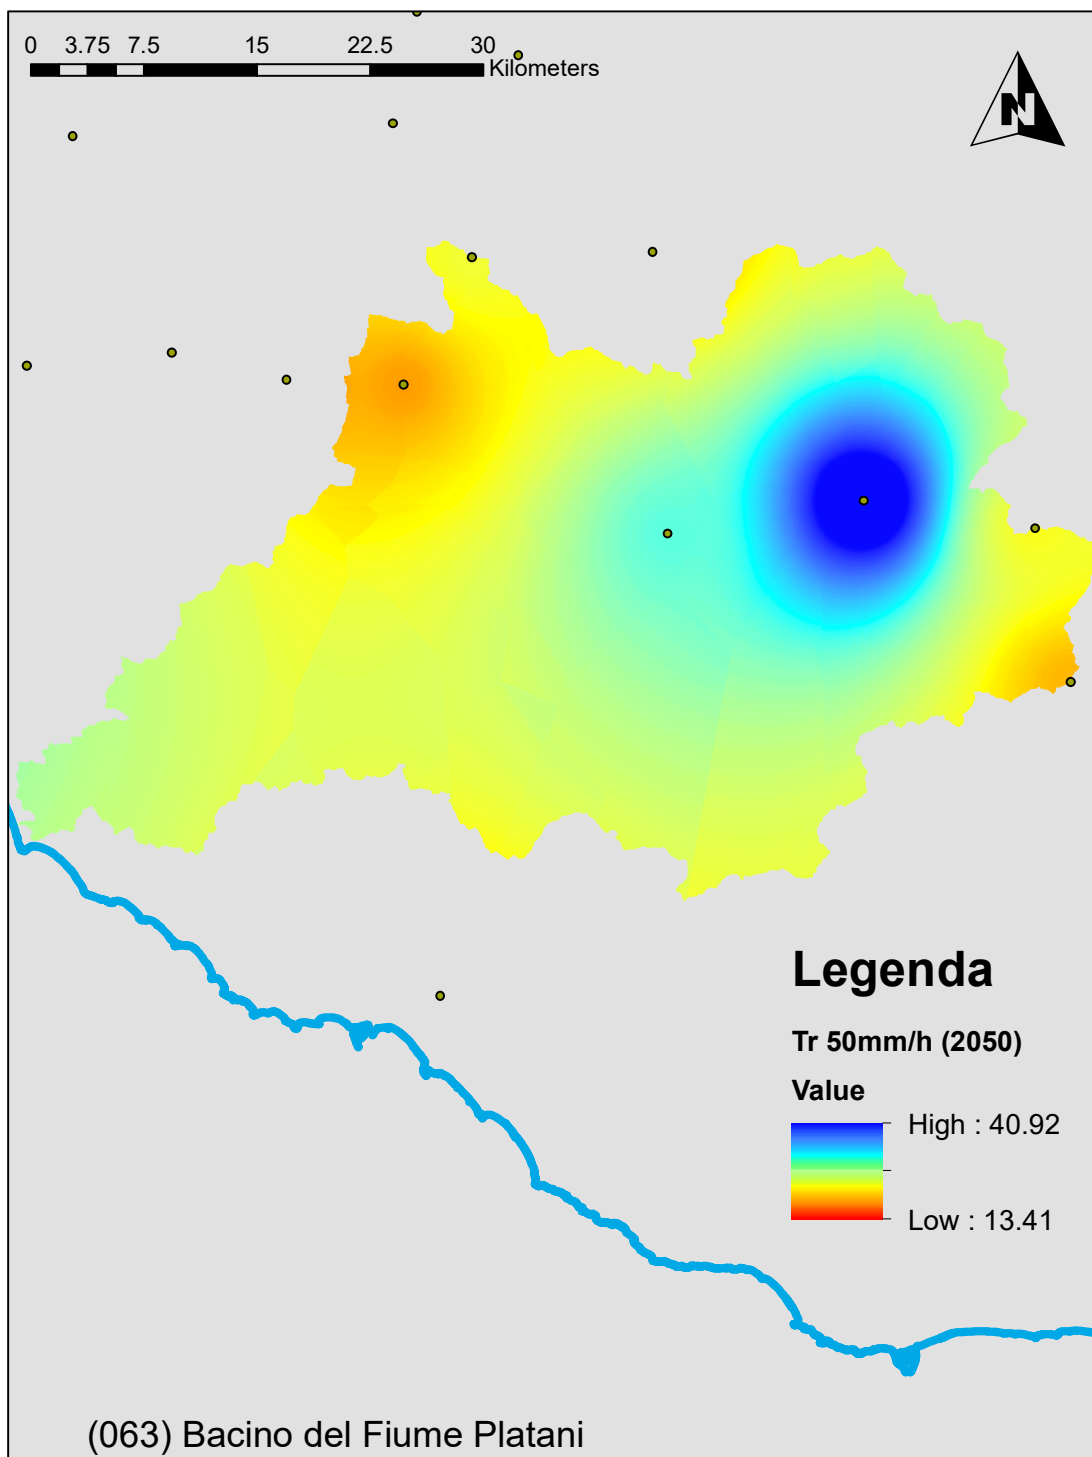 0 3.75 7.5 15 22.5 30
Kilometers
N
Legenda
Tr 50mm/h (2050)
Value
High : 40.92
Low : 13.41
(063) Bacino del Fiume Platani